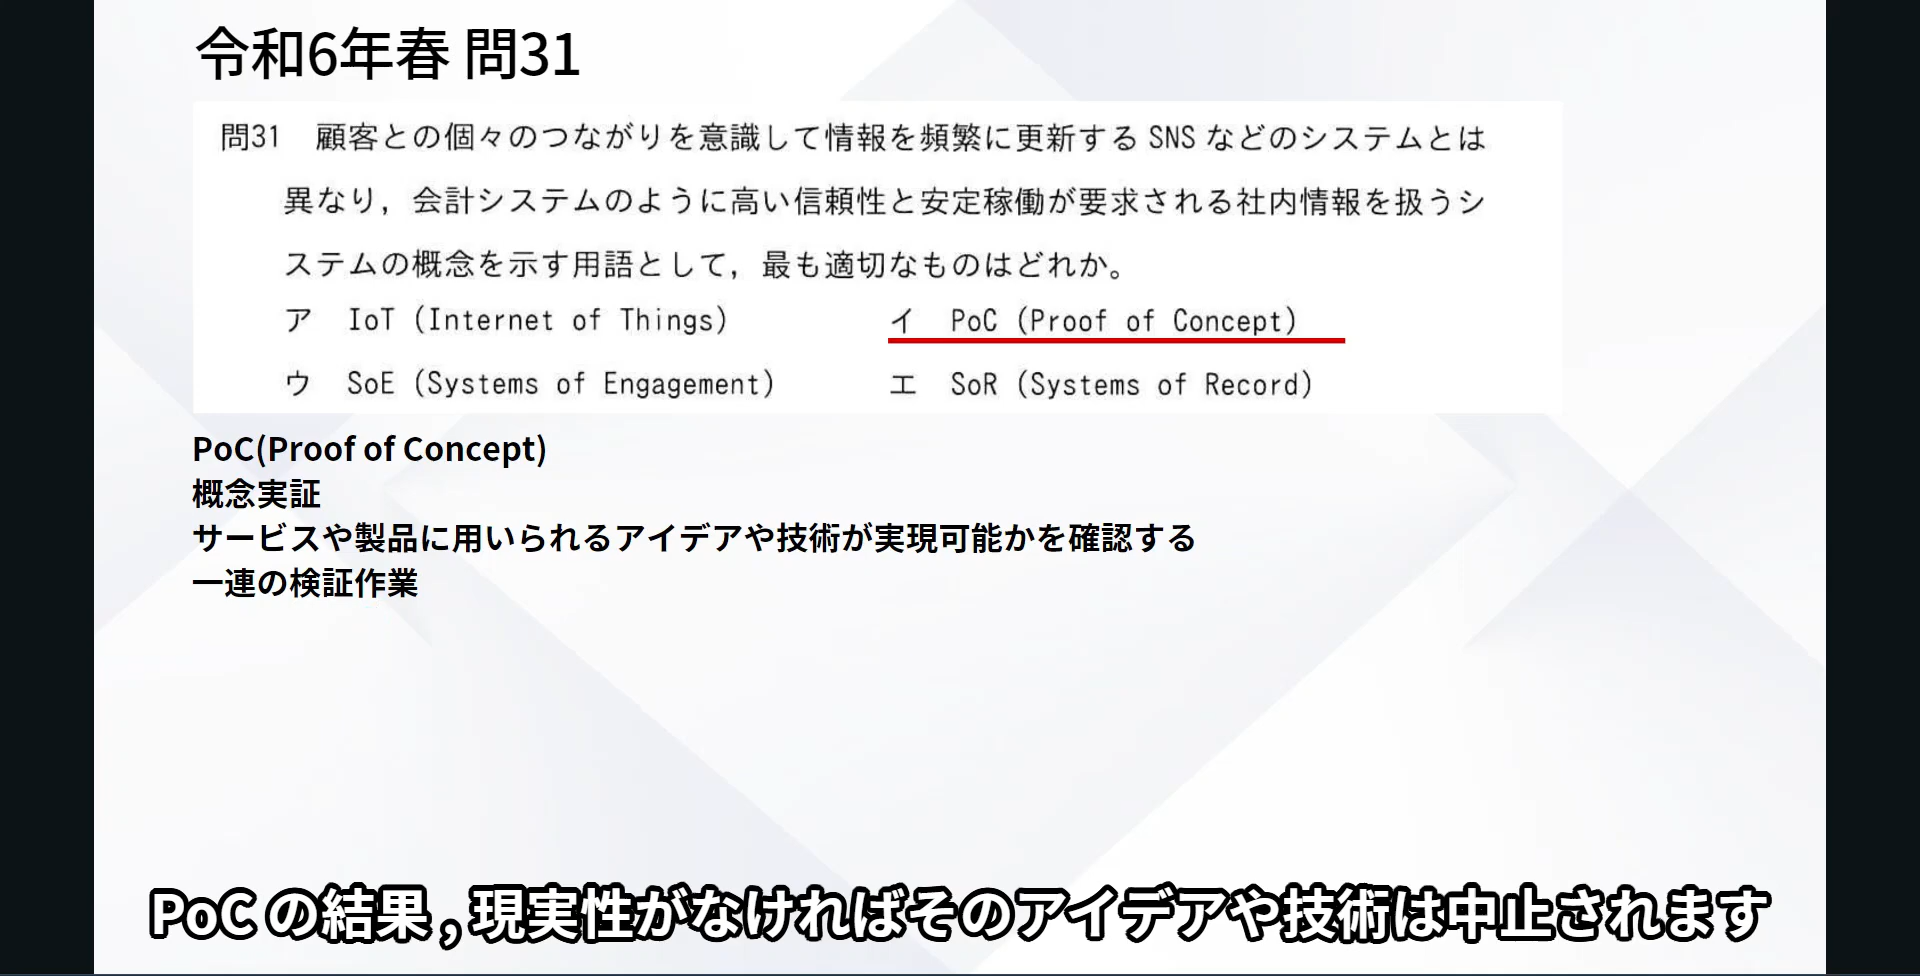 令和6年春 問31
問31 顧客との個々のつながりを意識して情報を頻繁に更新する SNS などのシステムとは
異なり，会計システムのように高い信頼性と安定稼働が要求される社内情報を扱うシ
ステムの概念を示す用語として，最も適切なものはどれか。
ア IoT (Internet of Things) イ PoC (Proof of Concept)
ウ SoE (Systems of Engagement) エ SoR (Systems of Record)
PoC(Proof of Concept)
概念実証
サービスや製品に用いられるアイデアや技術が実現可能かを確認する
一連の検証作業
PoC の結果 , 現実性がなければそのアイデアや技術は中止されます